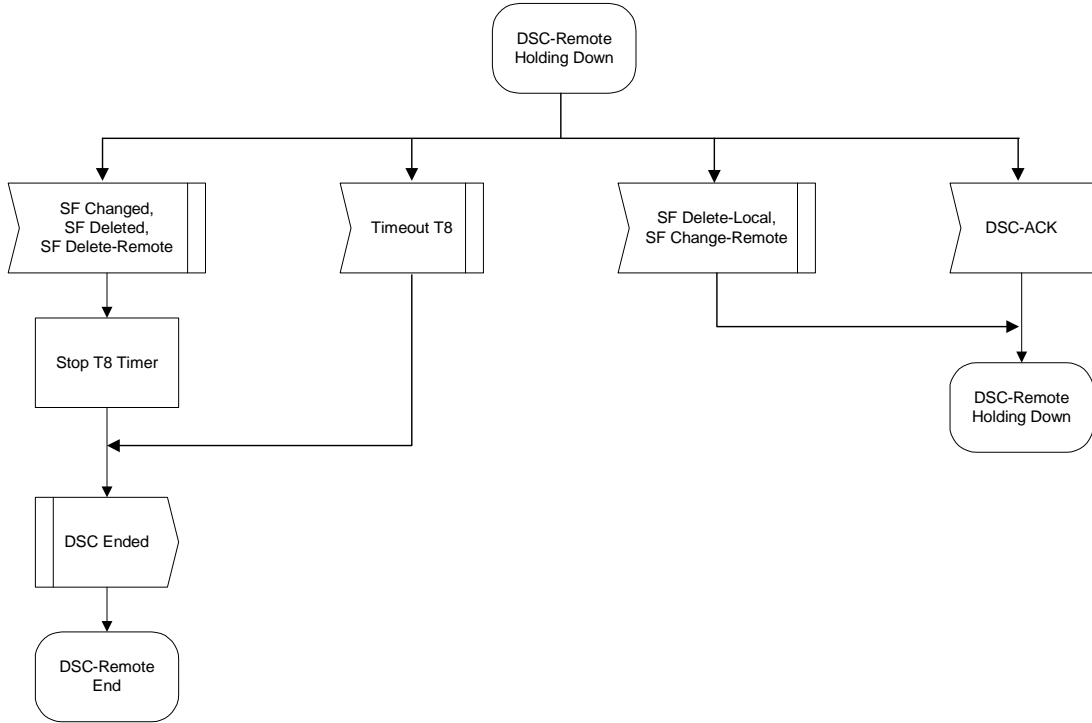 DSC-Remote
Holding Down
SF Changed,
SF Deleted,
SF Delete-Remote
Timeout T8
SF Delete-Local,
SF Change-Remote
DSC-ACK
Stop T8 Timer
DSC-Remote
Holding Down
DSC Ended
DSC-Remote
End